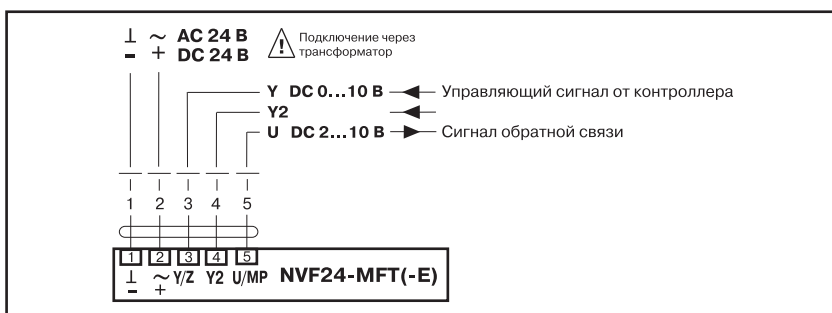 ⊥ ~ AC 24 В
- + DC 24 В
Подключение через
трансформатор
Y DC 0...10 В Управляющий сигнал от контроллера
Y2
U DC 2...10 В Сигнал обратной связи
1 2 3 4 5
1 2 3 4 5
⊥ ~ Y/Z Y2 U/MP NVF24-MFT(-E)
- +